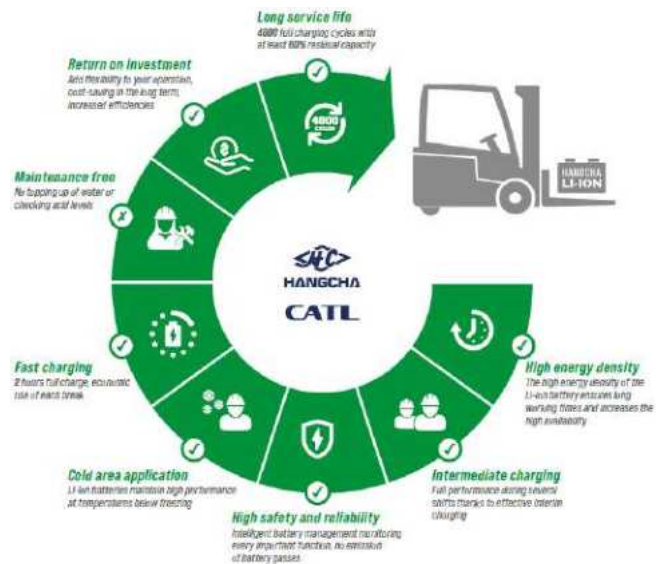 Long service life
4800 full charging cycles with
at least 60% residual capacity
Return on investment
Add flexibility to your operation,
cost-saving in the long term,
increased efficiencies
4800
CYCLES
HANGCHA
LI-ION
Maintenance free
No topping up of water or
checking acid levels
HC
HANGCHA
CATL
Fast charging
2 hours full charge, economic
use of each break
High energy density
The high energy density of the
Li-ion battery ensures long
working times and increases the
high availability
Cold area application
Li-ion batteries maintain high performance
at temperatures below freezing
Intermediate charging
Full performance during several
shifts thanks to effective interim
charging
High safety and reliability
Intelligent battery management monitoring
every important function, no emission
of battery gasses